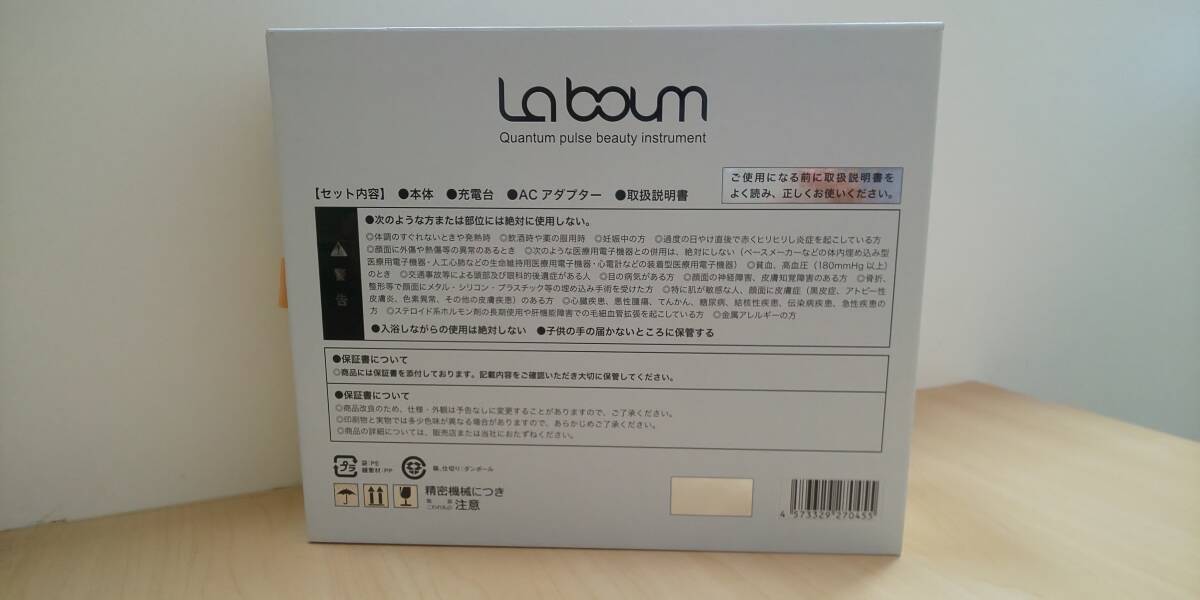 La boum
Quantum pulse beauty instrument
【セット内容】 ●本体 ●充電台 ●AC アダプター ●取扱説明書
ご使用になる前に取扱説明書を
よく読み、正しくお使いください。
警告
●次のような方または部位には絶対に使用しない。
◎体調のすぐれないときや発熱時 ◎飲酒時や薬の服用時 ◎妊娠中の方 ◎過度の日やけ直後で赤くヒリヒリし炎症を起こしている方
◎顔面に外傷や熱傷等の異常のあるとき ◎次のような医療用電子機器との併用は、絶対にしない（ペースメーカーなどの体内埋め込み型
医療用電子機器・人工心肺などの生命維持用医療用電子機器・心電計などの装着型医療用電子機器） ◎貧血、高血圧（180mmHg 以上）
のとき ◎交通事故等による頭部及び眼科的後遺症がある人 ◎目の病気がある方 ◎顔面の神経障害、皮膚知覚障害のある方 ◎骨折、
整形等で顔面にメタル・シリコン・プラスチック等の埋め込み手術を受けた方 ◎特に肌が敏感な人、顔面に皮膚症（黒皮症、アトピー性
皮膚炎、色素異常、その他の皮膚疾患）のある方 ◎心臓疾患、悪性腫瘍、てんかん、糖尿病、結核性疾患、伝染病疾患、急性疾患の
方 ◎ステロイド系ホルモン剤の長期使用や肝機能障害での毛細血管拡張を起こしている方 ◎金属アレルギーの方
●入浴しながらの使用は絶対しない ●子供の手の届かないところに保管する
●保証書について
◎商品には保証書を添付しております。記載内容をご確認いただき大切に保管してください。
●保証書について
◎商品改良のため、仕様・外観は予告なしに変更することがありますので、ご了承ください。
◎印刷物と実物では多少色味が異なる場合がありますので、あらかじめご了承ください。
◎商品の詳細については、販売店または当社におたずねください。
プラ
袋:PE
緩衝材:PP
箱、仕切り:ダンボール
精密機械につき
こわれもの 注意
4 573329 270453